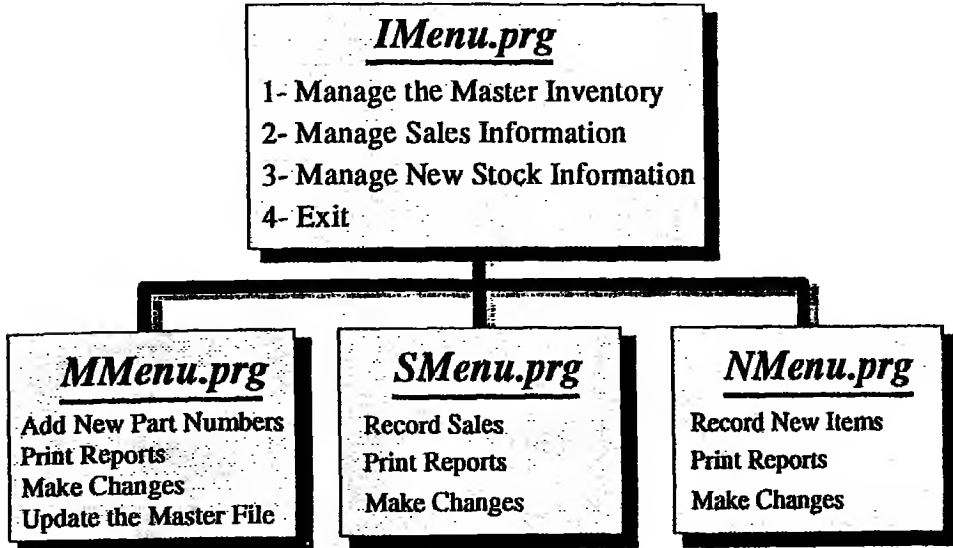 IMenu.prg
1- Manage the Master Inventory
2- Manage Sales Information
3- Manage New Stock Information
4- Exit
MMenu.prg
Add New Part Numbers
Print Reports
Make Changes
Update the Master File
SMenu.prg
Record Sales
Print Reports
Make Changes
NMenu.prg
Record New Items
Print Reports
Make Changes